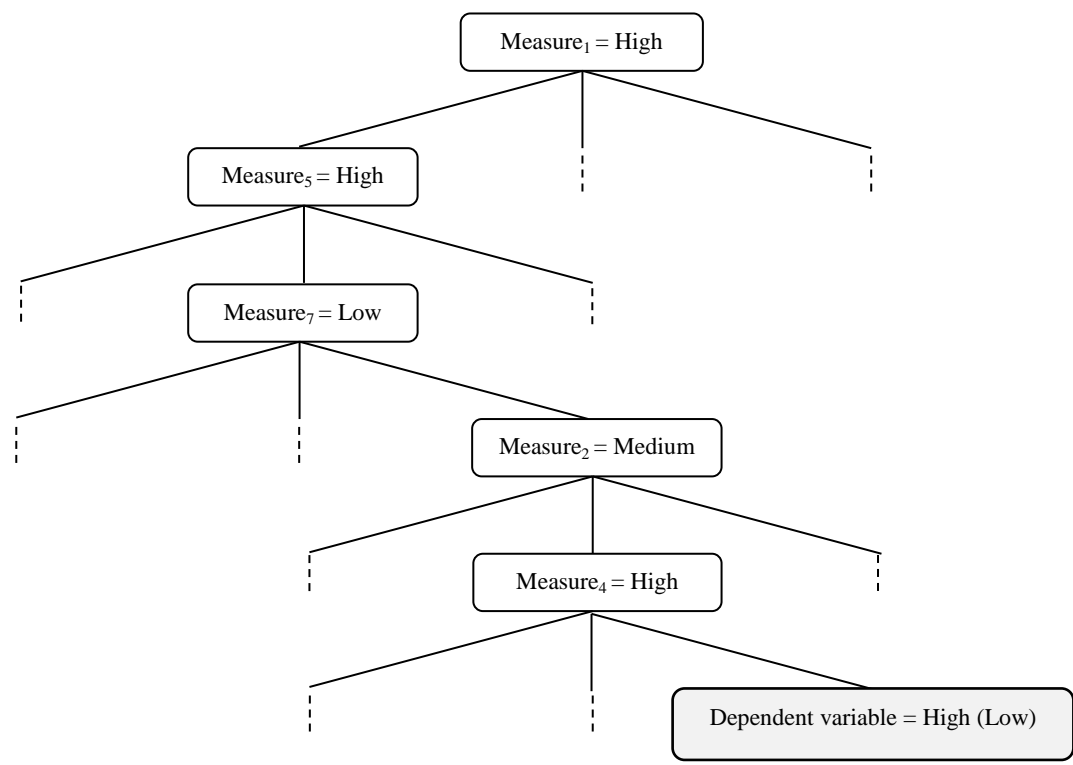 Measure₁ = High
Measure₅ = High
Measure₇ = Low
Measure₂ = Medium
Measure₄ = High
Dependent variable = High (Low)